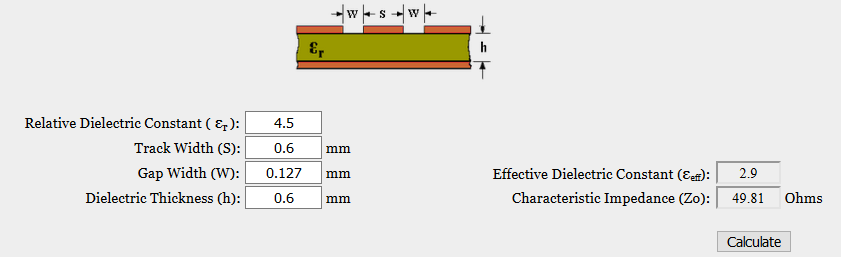 W S W
εr h
Relative Dielectric Constant ( εr): 4.5
Track Width (S): 0.6 mm
Gap Width (W): 0.127 mm Effective Dielectric Constant (εeff): 2.9
Dielectric Thickness (h): 0.6 mm Characteristic Impedance (Zo): 49.81 Ohms
Calculate